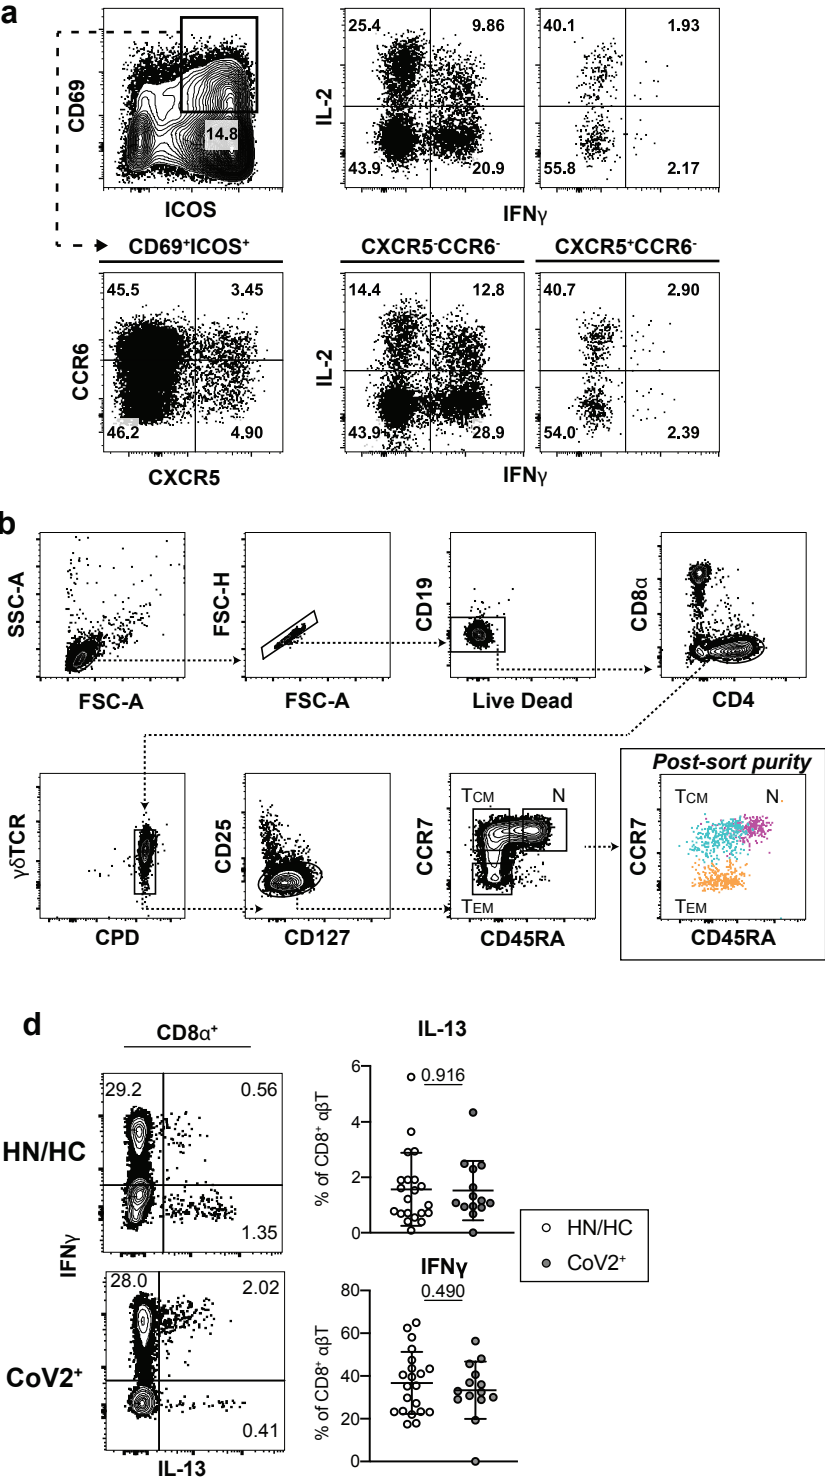 a
CD69
14.8
ICOS
IL-2
25.4 9.86
43.9 20.9
40.1 1.93
55.8 2.17
IFNγ
CD69⁺ICOS⁺
CXCR5⁻CCR6⁻
CXCR5⁺CCR6⁻
CCR6
45.5 3.45
46.2 4.90
CXCR5
IL-2
14.4 12.8
43.9 28.9
40.7 2.90
54.0 2.39
IFNγ
b
SSC-A
FSC-A
FSC-H
FSC-A
CD19
Live Dead
CD8α
CD4
γδTCR
CPD
CD25
CD127
CCR7
TCM N
TEM
CD45RA
Post-sort purity
CCR7
TCM N
TEM
CD45RA
d
CD8α⁺
HN/HC
29.2 0.56
1.35
IFNγ
CoV2⁺
28.0 2.02
0.41
IL-13
IL-13
% of CD8⁺ αβT
6
4
2
0
0.916
IFNγ
% of CD8⁺ αβT
80
60
40
20
0
0.490
HN/HC
CoV2⁺